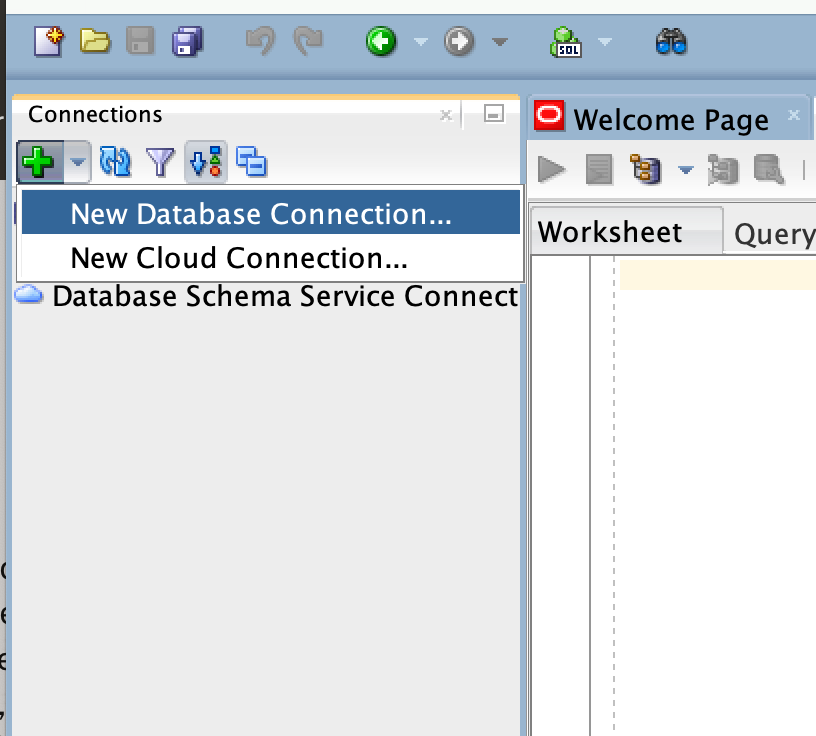 SQL
Connections
Welcome Page
New Database Connection...
New Cloud Connection...
Database Schema Service Connect
Worksheet
Query